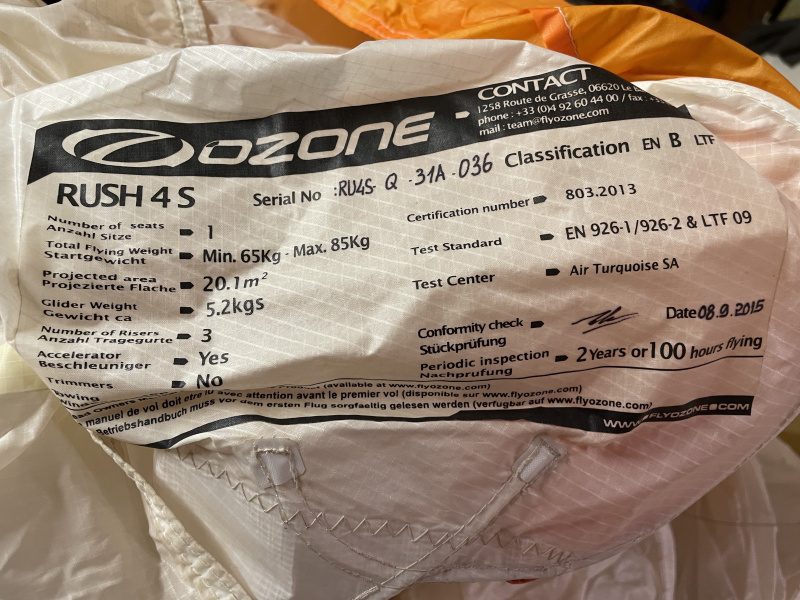 OZONE
CONTACT
1258 Route de Grasse, 06620 Le
phone : +33 (0)4 92 60 44 00 / fax :
mail : team@flyozone.com
RUSH 4 S
Serial No :RU4S- Q -31A -036
Classification EN B LTF
Number of seats
Anzahl Sitze 1
Total Flying Weight
Startgewicht Min. 65Kg - Max. 85Kg
Projected area
Projezierte Flache 20.1m²
Glider Weight
Gewicht ca 5.2kgs
Number of Risers
Anzahl Tragegurte 3
Accelerator
Beschleuniger Yes
Trimmers No
Certification number 803.2013
Test Standard EN 926-1/926-2 & LTF 09
Test Center Air Turquoise SA
Conformity check
Stückprüfung
Date 08.9.2015
Periodic inspection
Nachprufung 2 Years or 100 hours flying
(available at www.flyozone.com)
manuel de vol doit être lu avec attention avant le premier vol (disponible sur www.flyozone.com)
Betriebshandbuch muss vor dem ersten Flug sorgfaeltig gelesen werden (verfugbar auf www.flyozone.com)
WWW.FLYOZONE.COM